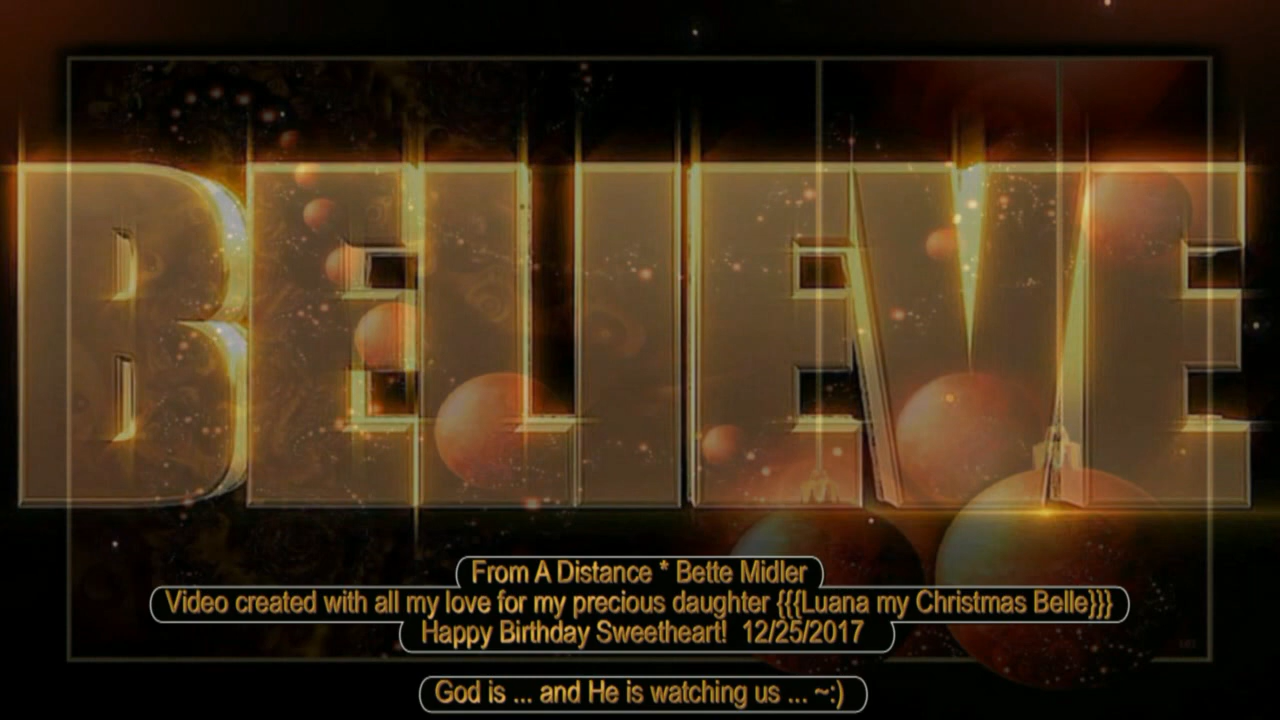 BELIEVE
From A Distance * Bette Midler
Video created with all my love for my precious daughter {{{Luana my Christmas Belle}}}
Happy Birthday Sweetheart! 12/25/2017
God is ... and He is watching us ... ~:)